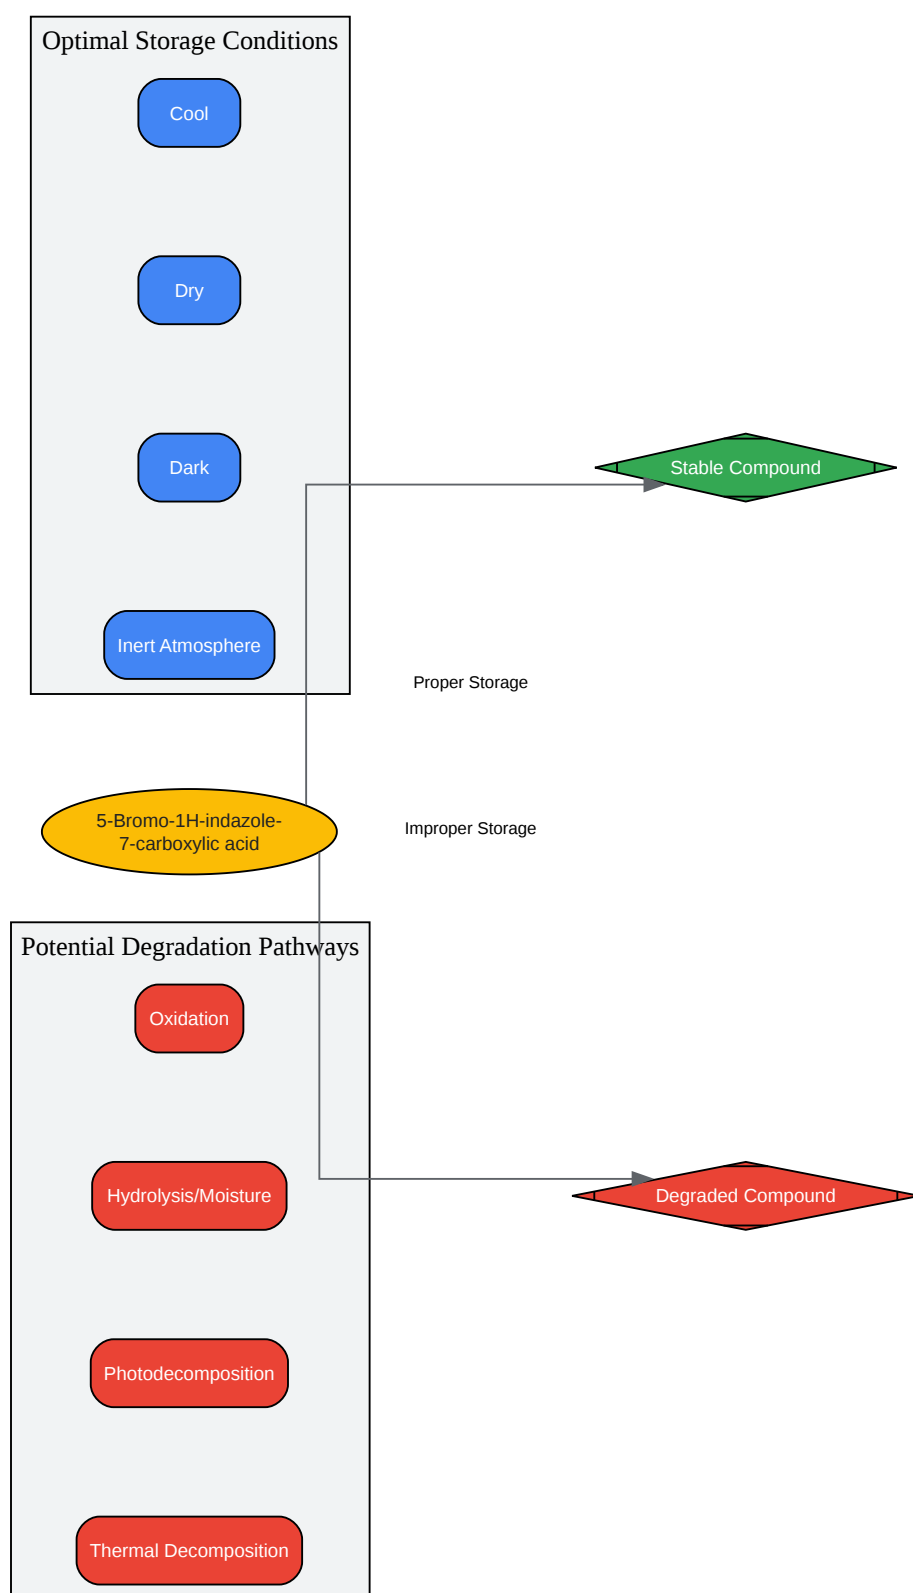 Optimal Storage Conditions
Cool
Dry
Dark
Stable Compound
Inert Atmosphere
Proper Storage
5-Bromo-1H-indazole-
7-carboxylic acid
Improper Storage
Potential Degradation Pathways
Oxidation
Hydrolysis/Moisture
Degraded Compound
Photodecomposition
Thermal Decomposition